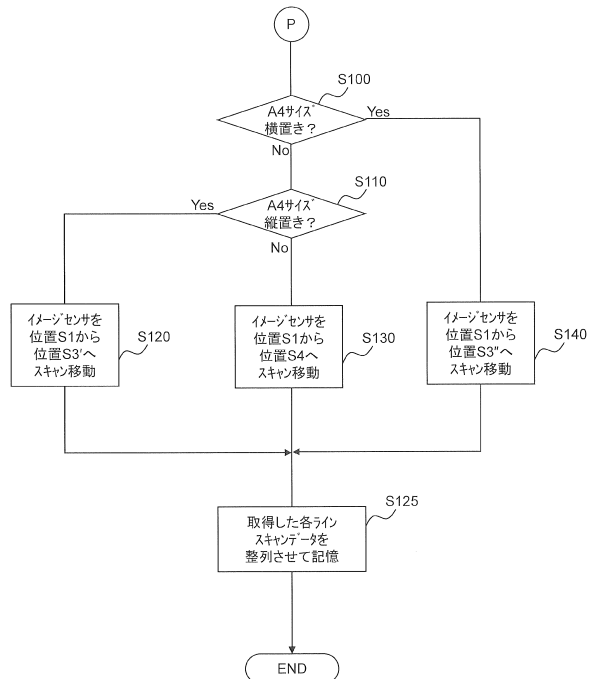 P
S100
A4サイズ
横置き？
Yes
No
S110
A4サイズ
縦置き？
Yes
No
イメージセンサを
位置S1から
位置S3'へ
スキャン移動
S120
イメージセンサを
位置S1から
位置S4へ
スキャン移動
S130
イメージセンサを
位置S1から
位置S3"へ
スキャン移動
S140
S125
取得した各ライン
スキャンデータを
整列させて記憶
END